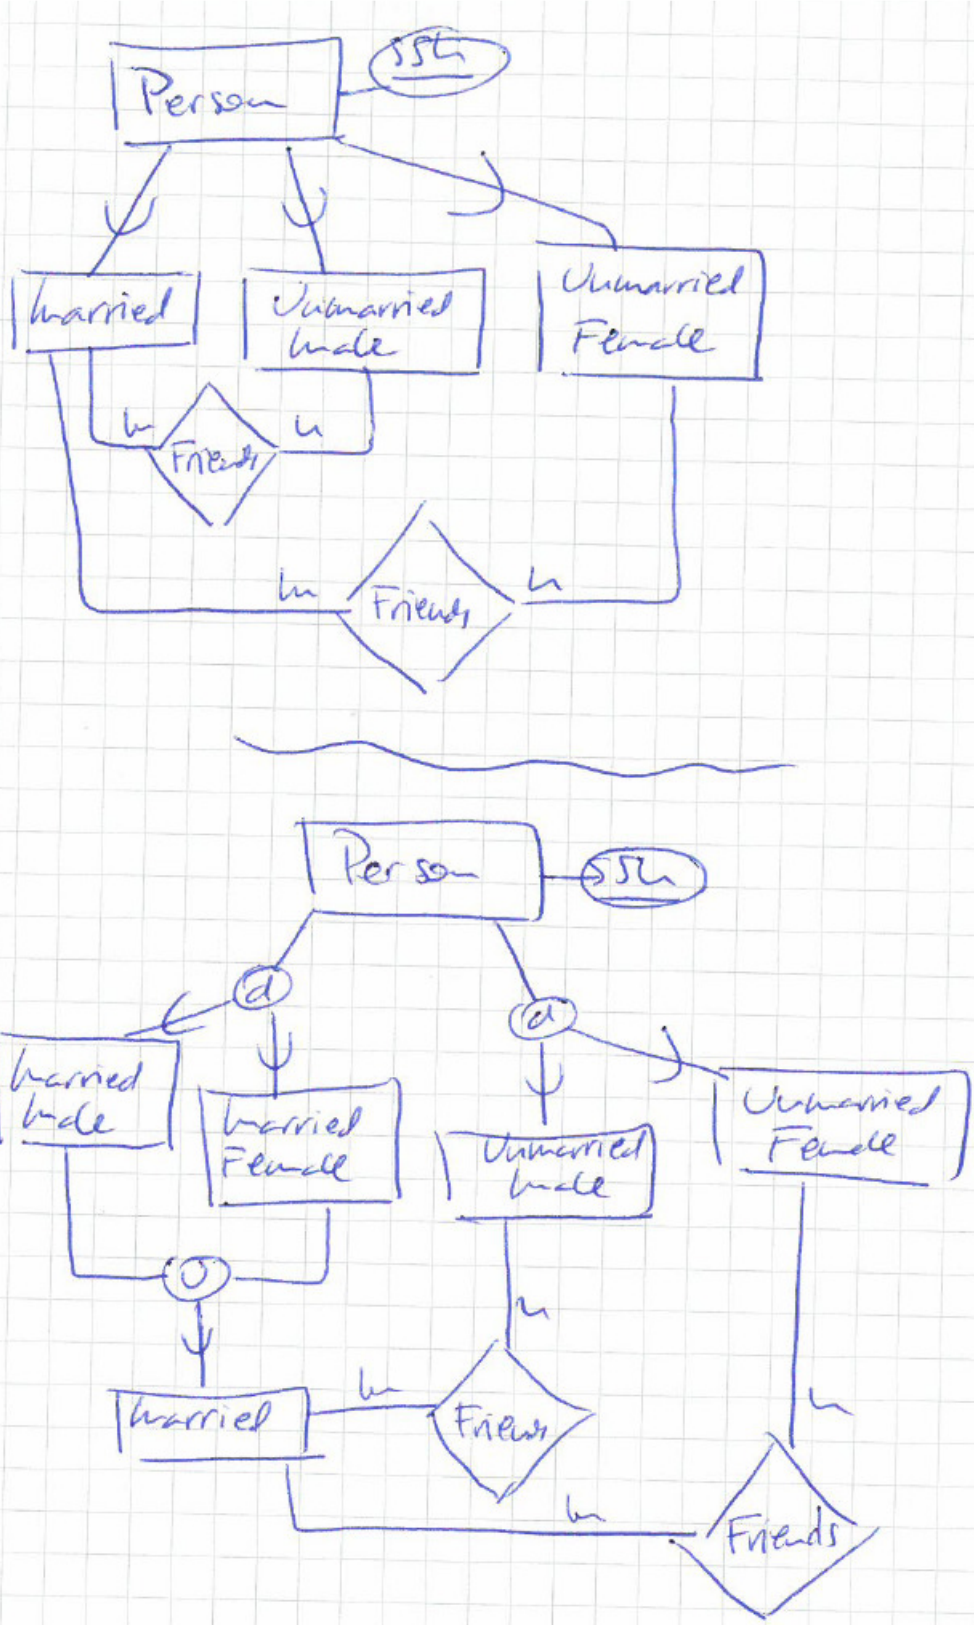 Person
ssn
Married
Unmarried
Male
Unmarried
Female
m
Friends
n
m
Friends
n
Person
ssn
d
d
Married
Male
Married
Female
Unmarried
Male
Unmarried
Female
U
n
m
n
Married
Friends
m
Friends